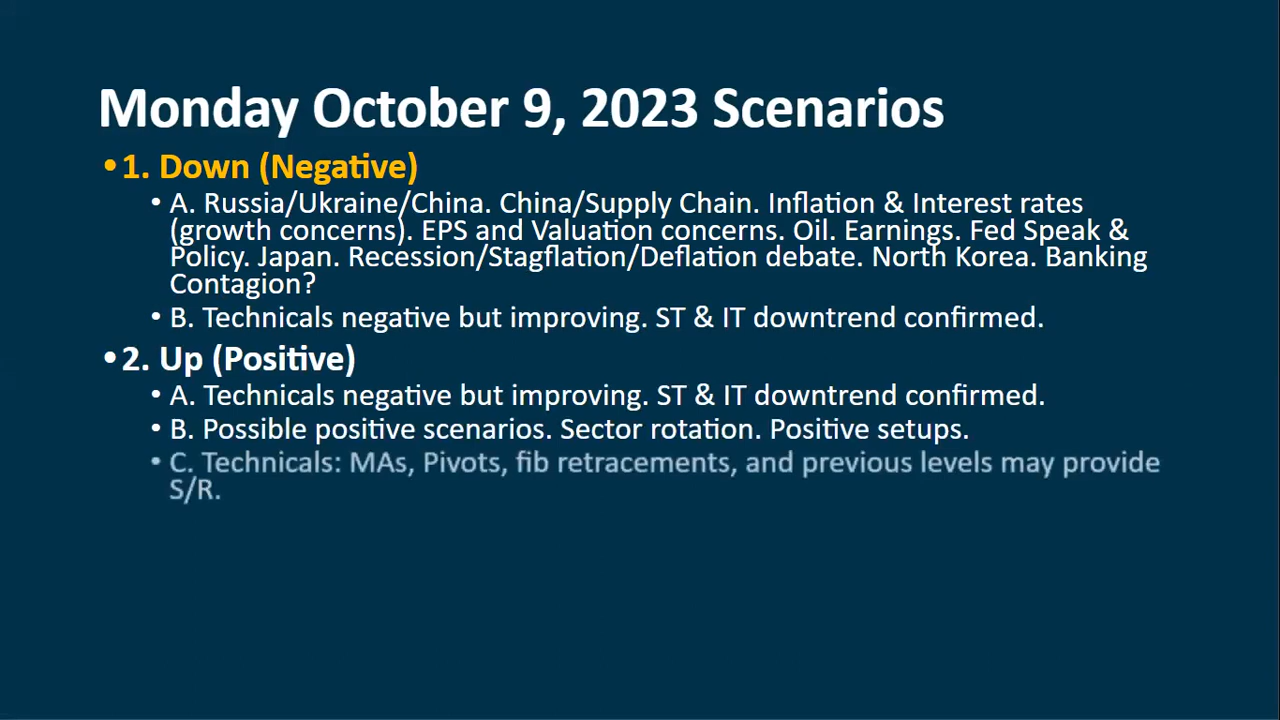 Monday October 9, 2023 Scenarios
•1. Down (Negative)
• A. Russia/Ukraine/China. China/Supply Chain. Inflation & Interest rates
(growth concerns). EPS and Valuation concerns. Oil. Earnings. Fed Speak &
Policy. Japan. Recession/Stagflation/Deflation debate. North Korea. Banking
Contagion?
• B. Technicals negative but improving. ST & IT downtrend confirmed.
•2. Up (Positive)
• A. Technicals negative but improving. ST & IT downtrend confirmed.
• B. Possible positive scenarios. Sector rotation. Positive setups.
• C. Technicals: MAs, Pivots, fib retracements, and previous levels may provide
S/R.